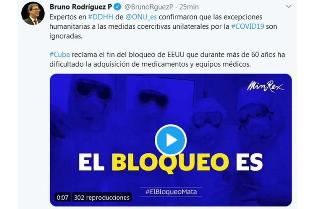 Bruno Rodríguez P @BrunoRguezP · 25min
Expertos en #DDHH de @ONU_es confirmaron que las excepciones
humanitarias a las medidas coercitivas unilaterales por la #COVID19 son
ignoradas.
#Cuba reclama el fin del bloqueo de EEUU que durante más de 60 años ha
dificultado la adquisición de medicamentos y equipos médicos.
MinRex
EL BLOQUEO ES
0:07 302 reproducciones
#ElBloqueoMata